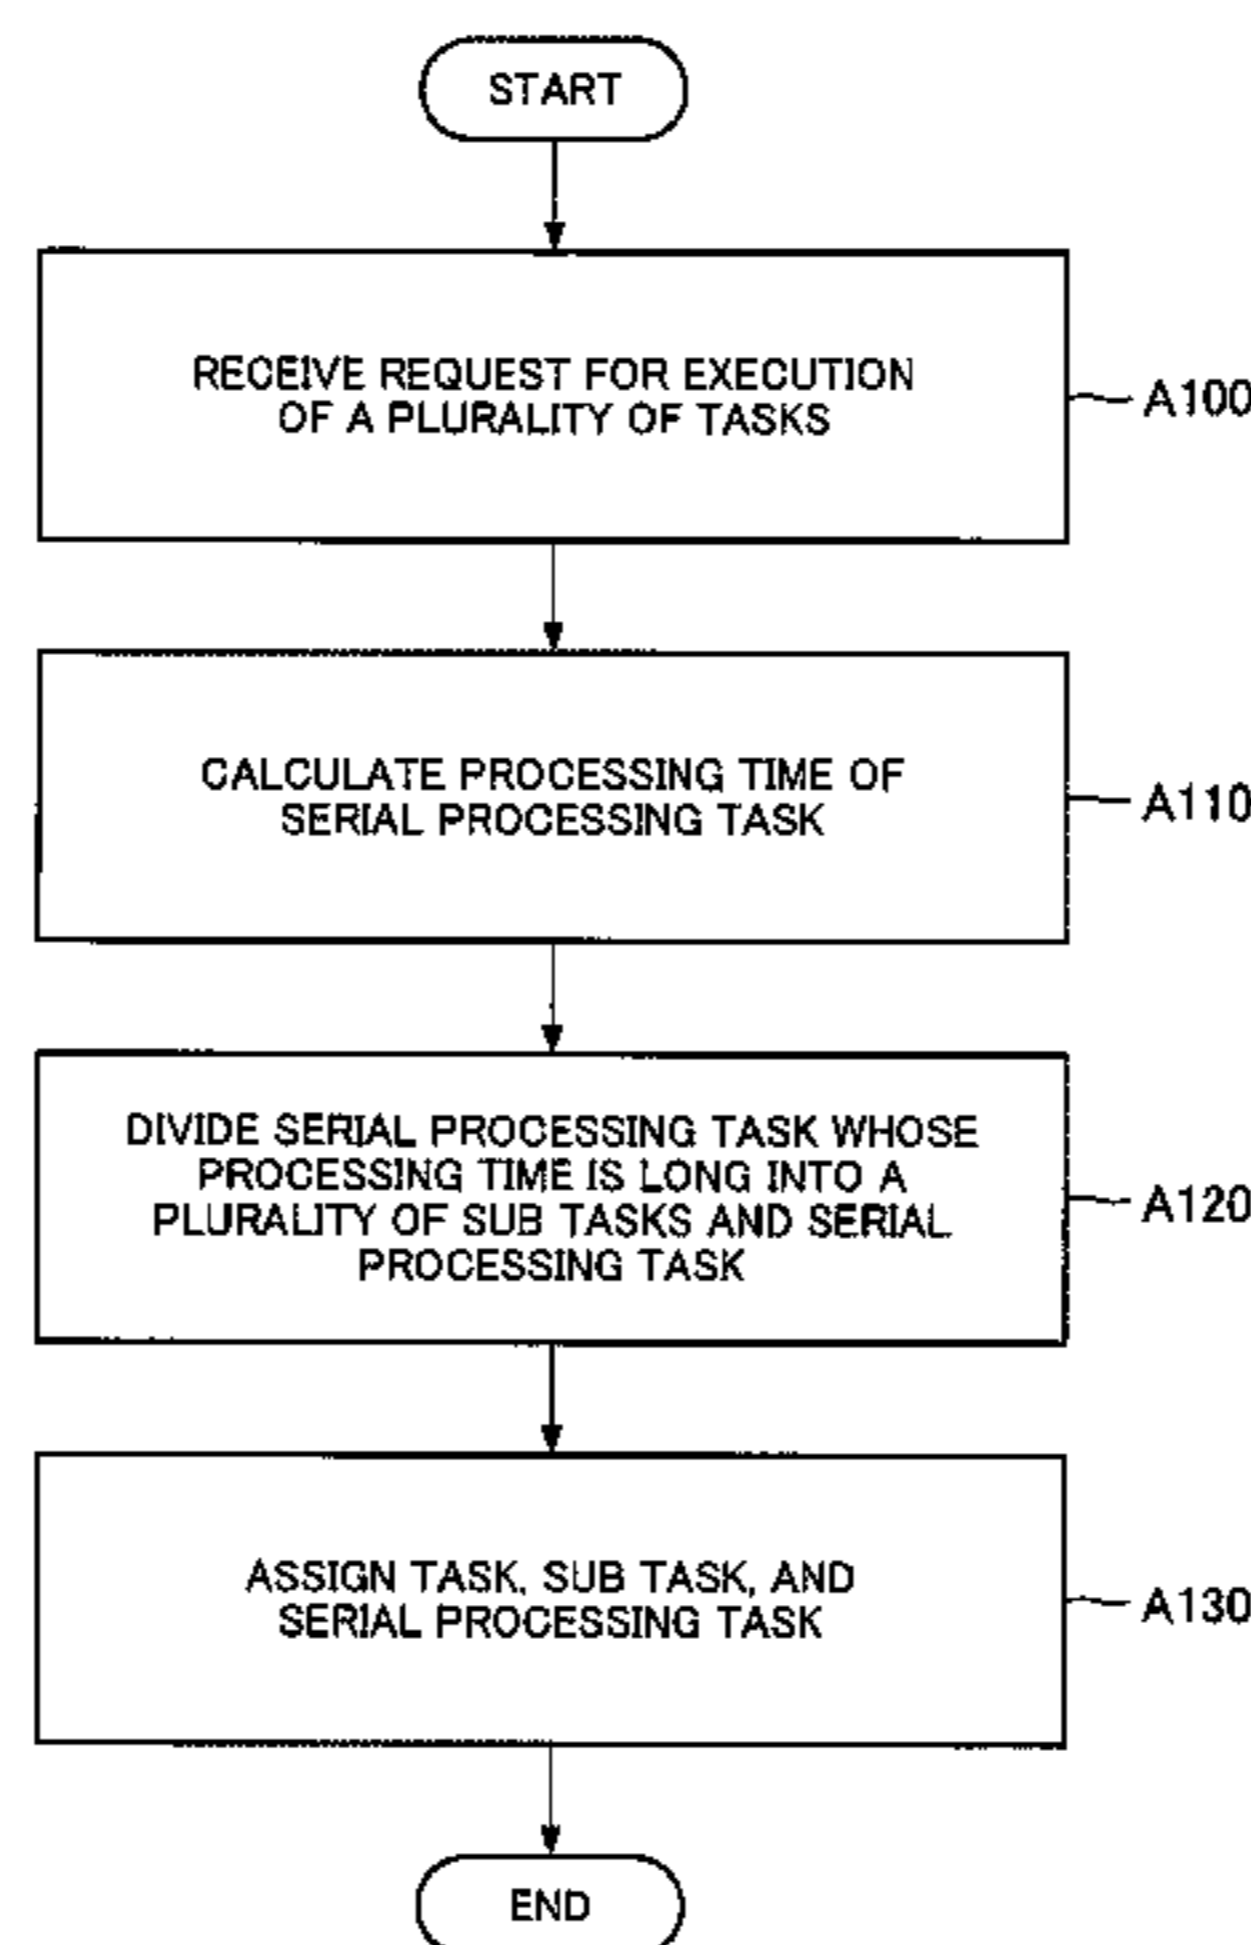 START
RECEIVE REQUEST FOR EXECUTION
OF A PLURALITY OF TASKS
A100
CALCULATE PROCESSING TIME OF
SERIAL PROCESSING TASK
A110
DIVIDE SERIAL PROCESSING TASK WHOSE
PROCESSING TIME IS LONG INTO A
PLURALITY OF SUB TASKS AND SERIAL
PROCESSING TASK
A120
ASSIGN TASK, SUB TASK, AND
SERIAL PROCESSING TASK
A130
END